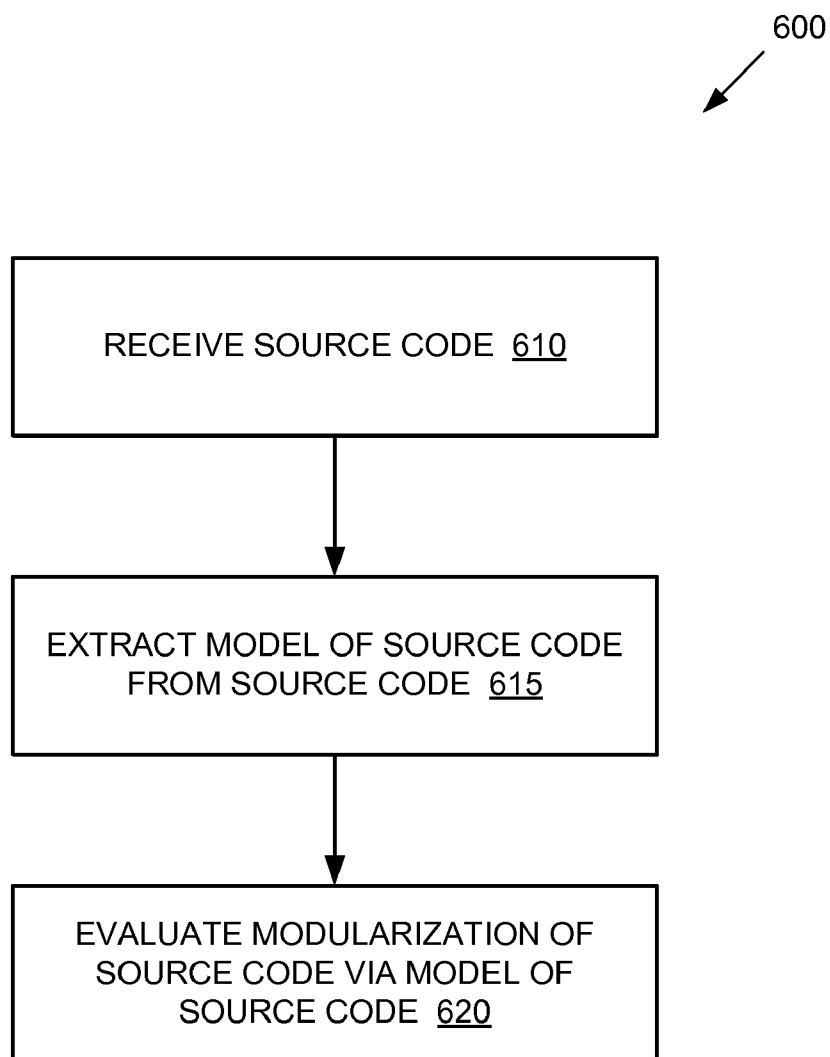 600
RECEIVE SOURCE CODE 610
EXTRACT MODEL OF SOURCE CODE
FROM SOURCE CODE 615
EVALUATE MODULARIZATION OF
SOURCE CODE VIA MODEL OF
SOURCE CODE 620